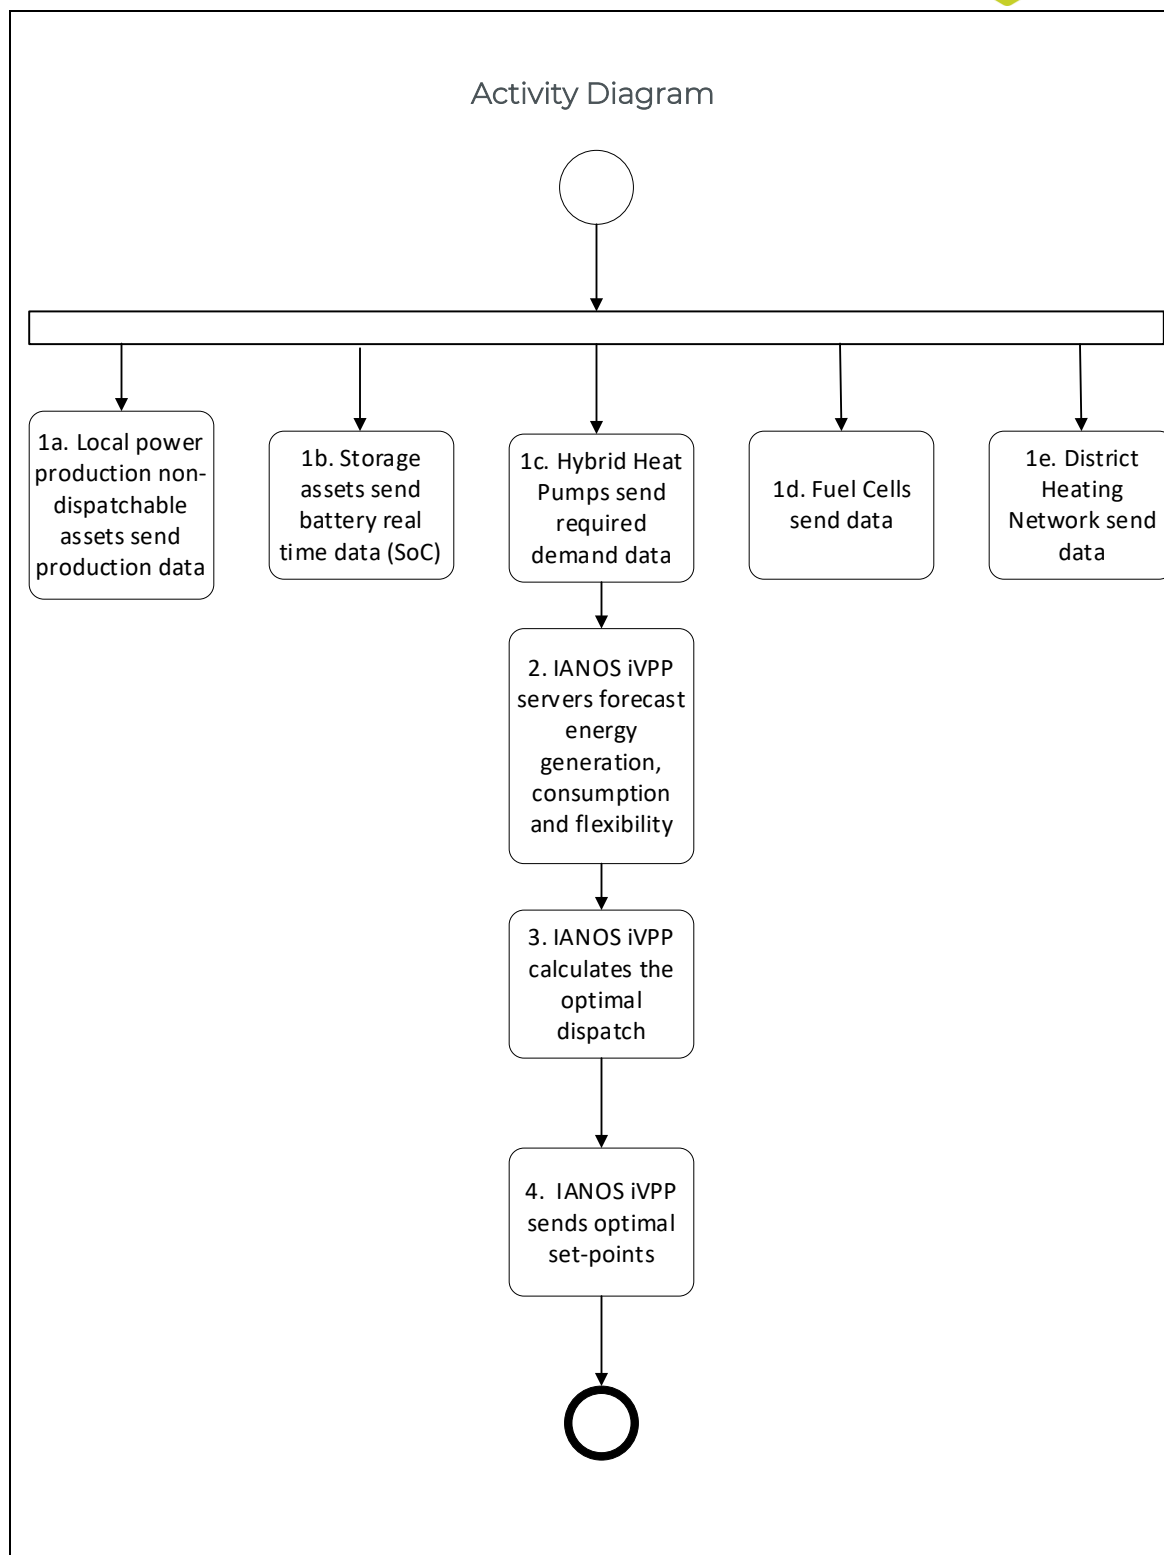 Activity Diagram
1a. Local power
production non-
dispatchable
assets send
production data
1b. Storage
assets send
battery real
time data (SoC)
1c. Hybrid Heat
Pumps send
required
demand data
1d. Fuel Cells
send data
1e. District
Heating
Network send
data
2. IANOS iVPP
servers forecast
energy
generation,
consumption
and flexibility
3. IANOS iVPP
calculates the
optimal
dispatch
4. IANOS iVPP
sends optimal
set-points